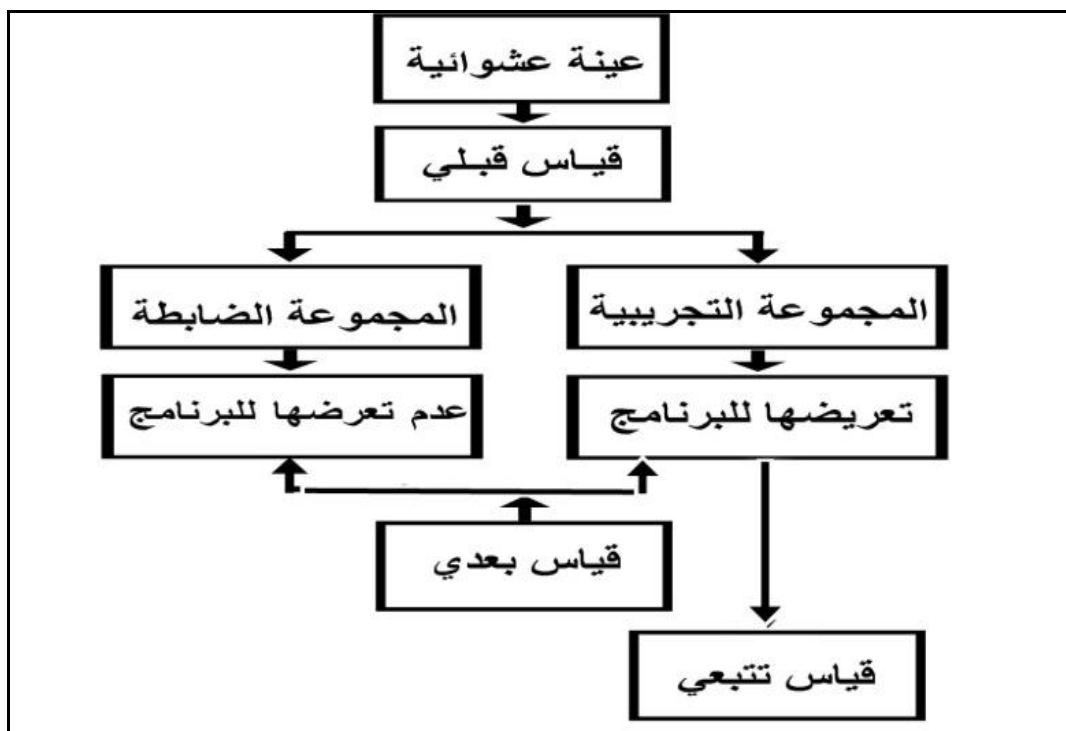 عينة عشوائية
قياس قبلي
المجموعة التجريبية
المجموعة الضابطة
تعريضها للبرنامج
عدم تعرضها للبرنامج
قياس بعدي
قياس تتبعي